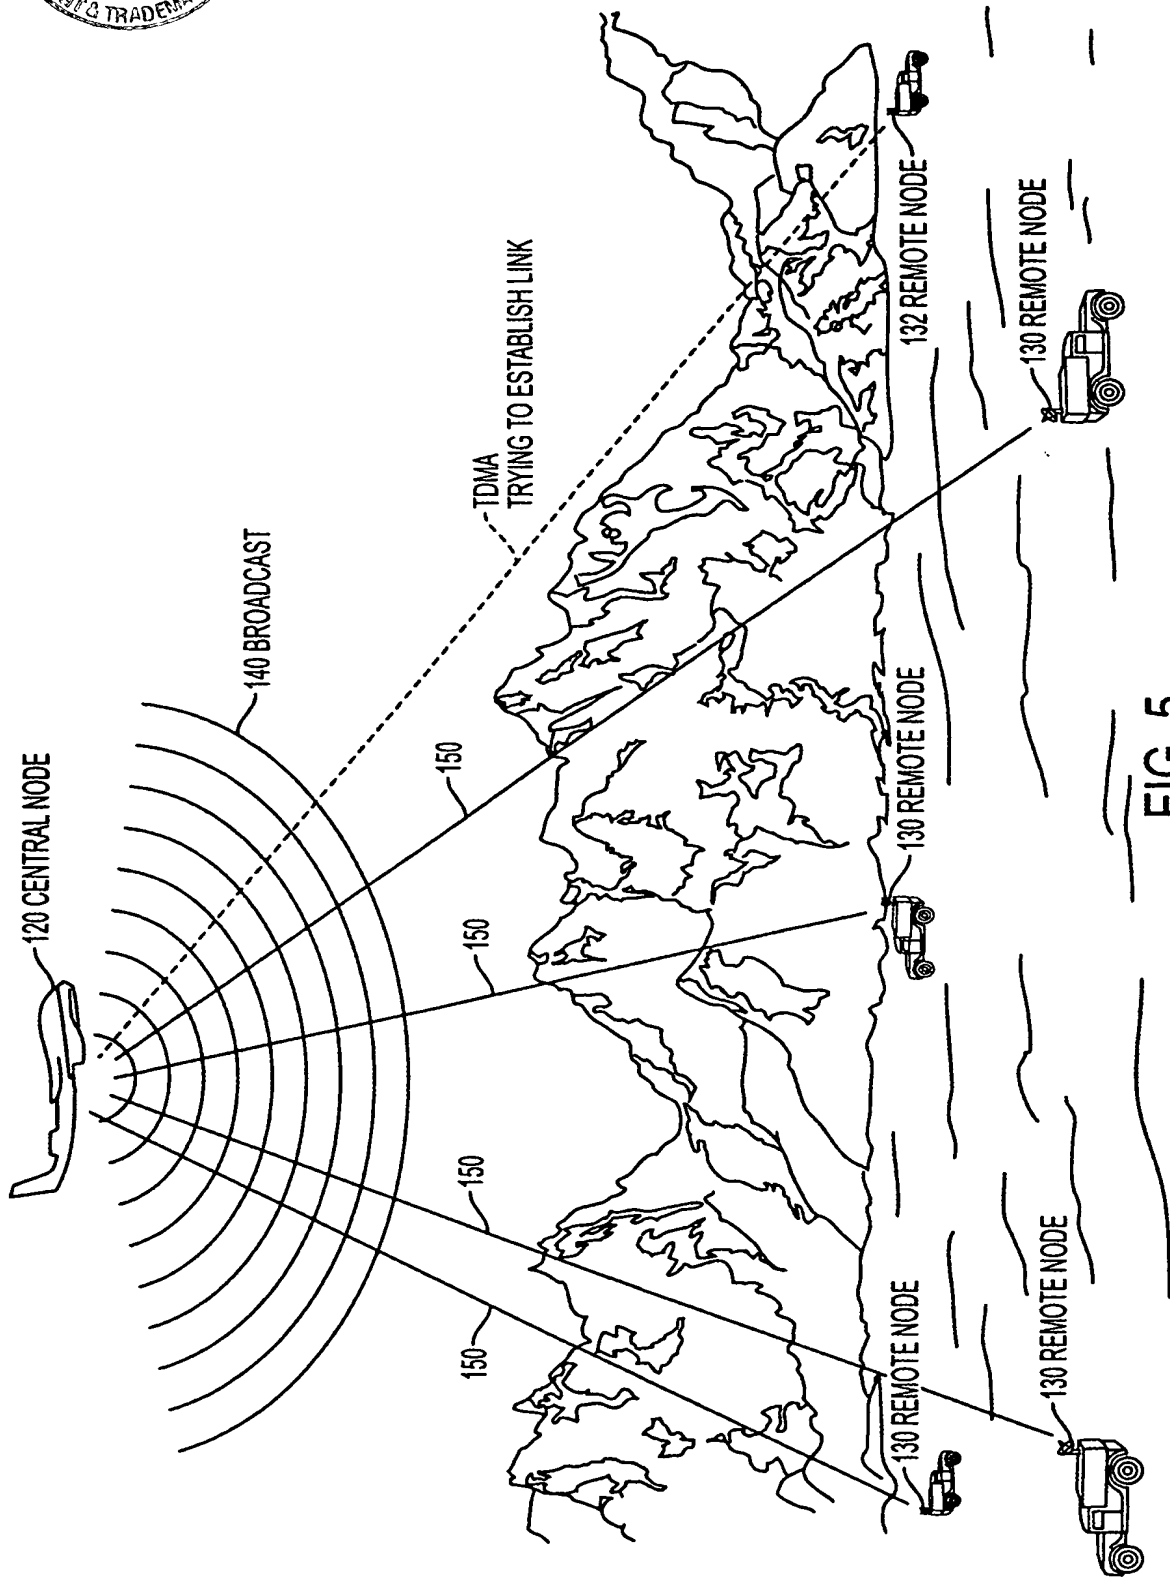 & TRADEM
120 CENTRAL NODE
140 BROADCAST
TDMA
TRYING TO ESTABLISH LINK
150
150
150
150
132 REMOTE NODE
130 REMOTE NODE
130 REMOTE NODE
130 REMOTE NODE
130 REMOTE NODE
FIG. 5